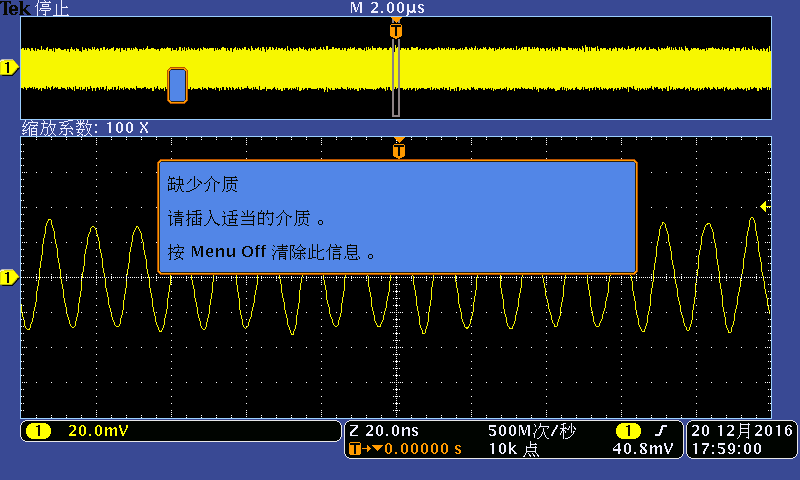 Tek 停止
M 2.00µs
T
1
缩放系数: 100 X
T
缺少介质
请插入适当的介质 。
按 Menu Off 清除此信息 。
1
1 20.0mV
Z 20.0ns 500M次/秒 1
T→▼0.00000 s 10k 点 40.8mV
20 12月2016
17:59:00